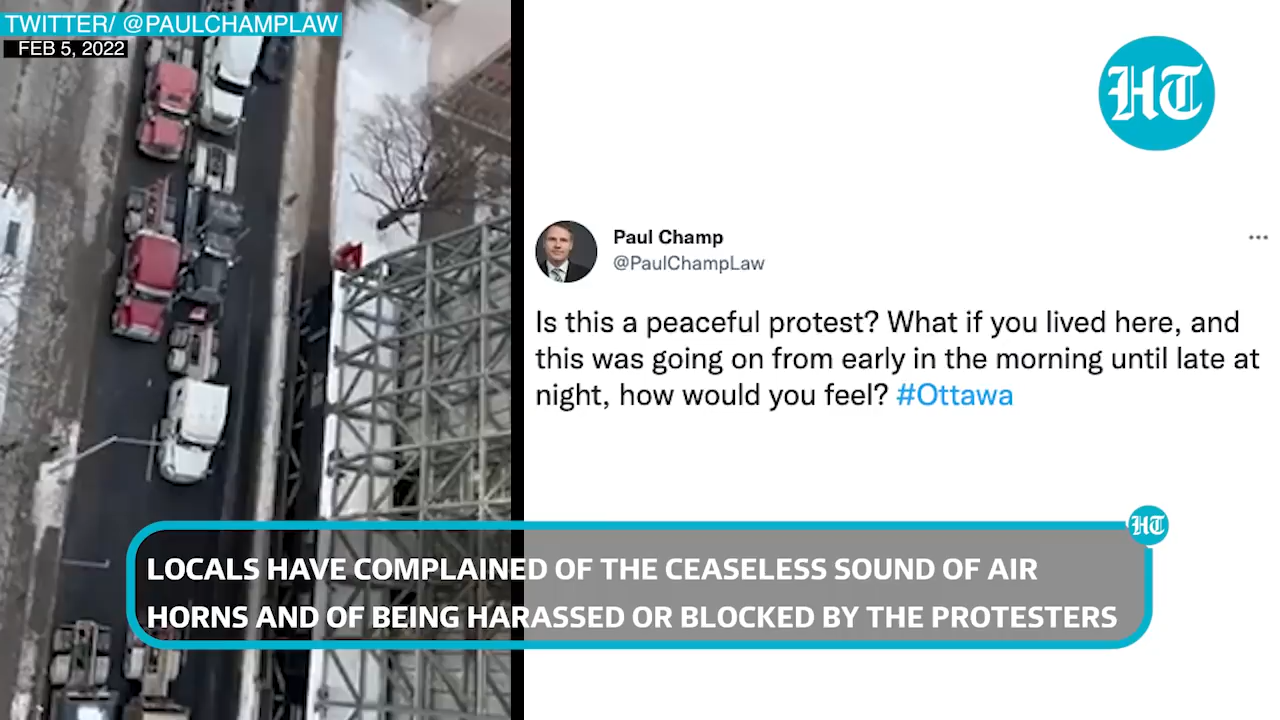 TWITTER/ @PAULCHAMPLAW
FEB 5, 2022
HT
Paul Champ
@PaulChampLaw
Is this a peaceful protest? What if you lived here, and
this was going on from early in the morning until late at
night, how would you feel? #Ottawa
HT
LOCALS HAVE COMPLAINED OF THE CEASELESS SOUND OF AIR
HORNS AND OF BEING HARASSED OR BLOCKED BY THE PROTESTERS